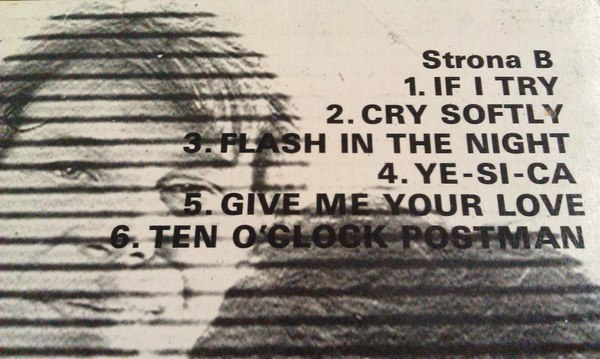 Strona B
1. IF I TRY
2. CRY SOFTLY
3. FLASH IN THE NIGHT
4. YE-SI-CA
5. GIVE ME YOUR LOVE
6. TEN O'CLOCK POSTMAN